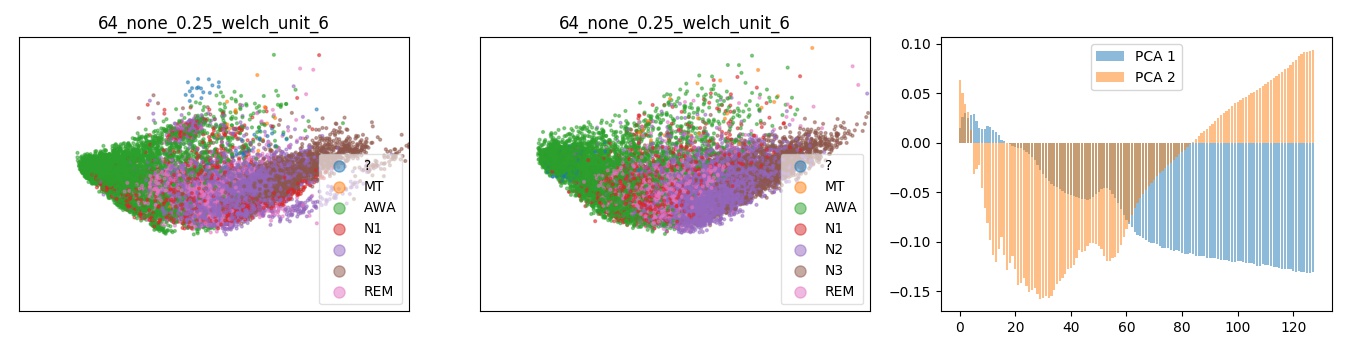 64_none_0.25_welch_unit_6
?
MT
AWA
N1
N2
N3
REM
64_none_0.25_welch_unit_6
?
MT
AWA
N1
N2
N3
REM
PCA 1
PCA 2
0.10
0.05
0.00
−0.05
−0.10
−0.15
0 20 40 60 80 100 120